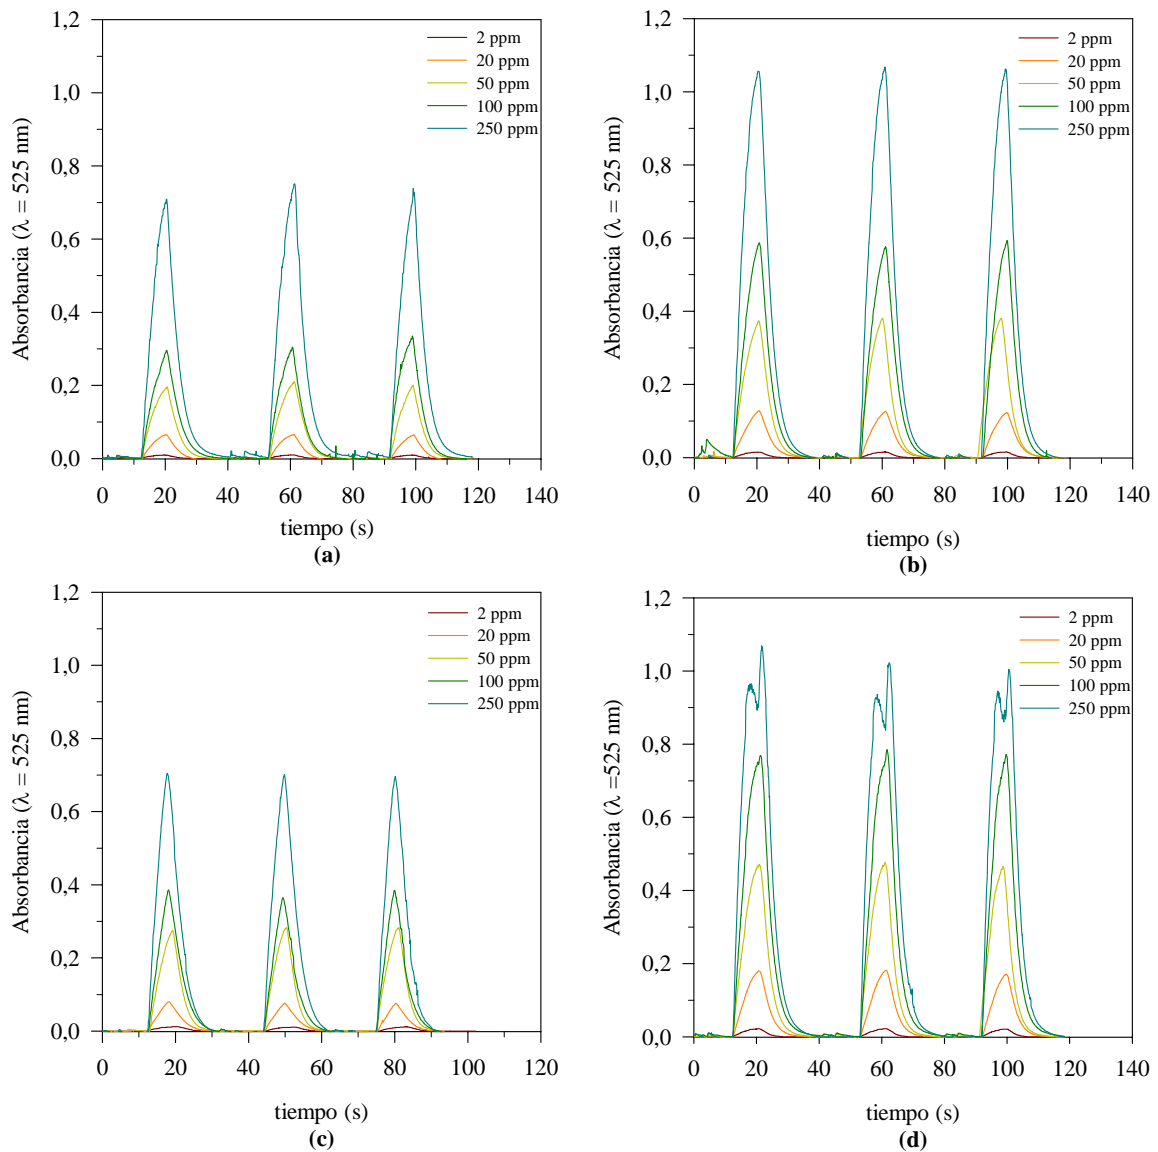 1,2
1,0
0,8
0,6
0,4
0,2
0,0
Absorbancia (λ = 525 nm)
2 ppm
20 ppm
50 ppm
100 ppm
250 ppm
0 20 40 60 80 100 120 140
tiempo (s)
(a)
1,2
1,0
0,8
0,6
0,4
0,2
0,0
Absorbancia (λ = 525 nm)
2 ppm
20 ppm
50 ppm
100 ppm
250 ppm
0 20 40 60 80 100 120 140
tiempo (s)
(b)
1,2
1,0
0,8
0,6
0,4
0,2
0,0
Absorbancia (λ = 525 nm)
2 ppm
20 ppm
50 ppm
100 ppm
250 ppm
0 20 40 60 80 100 120
tiempo (s)
(c)
1,2
1,0
0,8
0,6
0,4
0,2
0,0
Absorbancia (λ =525 nm)
2 ppm
20 ppm
50 ppm
100 ppm
250 ppm
0 20 40 60 80 100 120 140
tiempo (s)
(d)